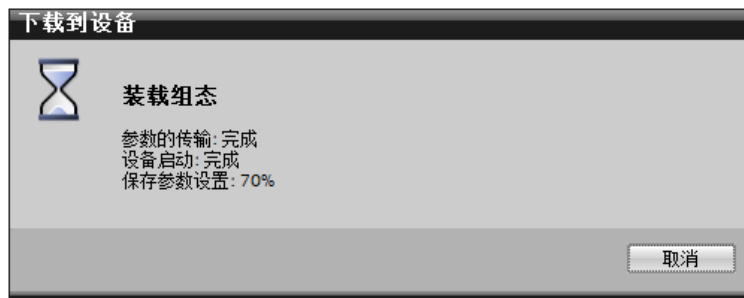 下载到设备
装载组态
参数的传输: 完成
设备启动: 完成
保存参数设置: 70%
取消